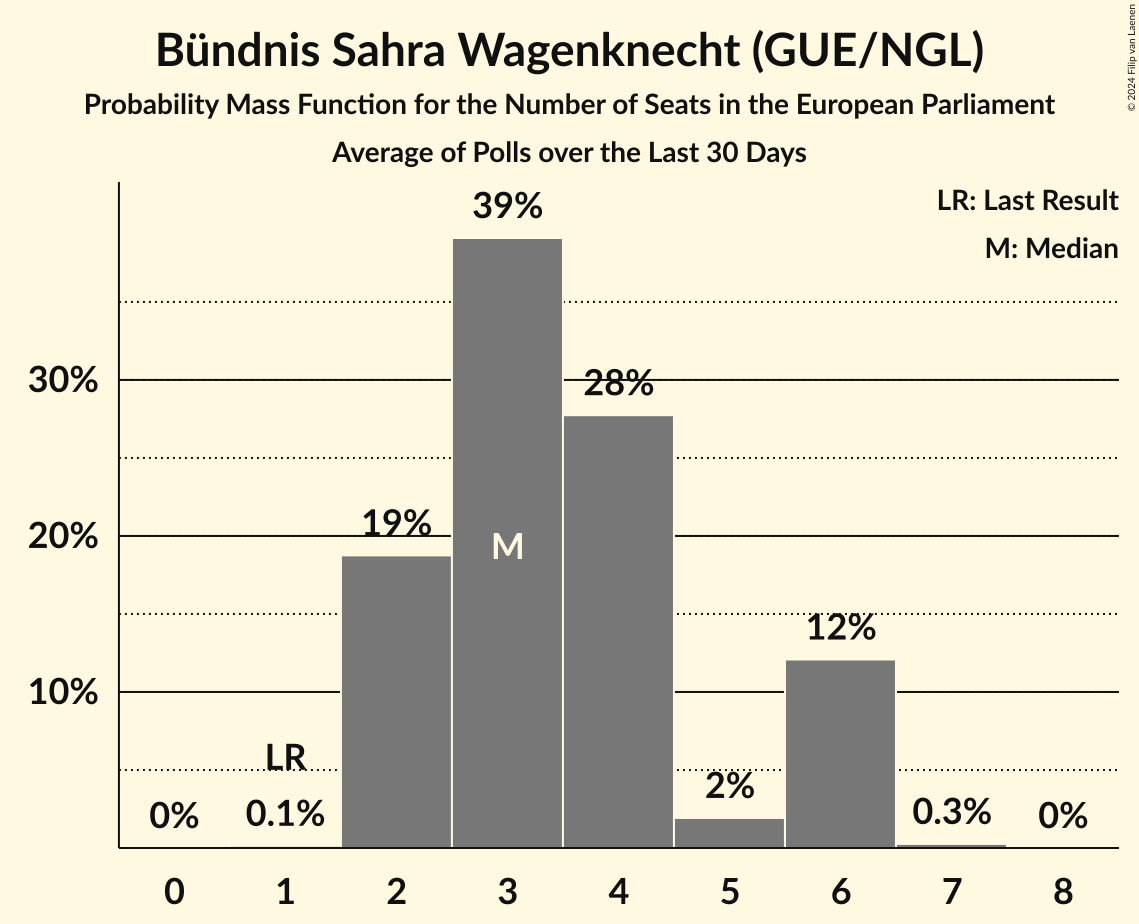 Bündnis Sahra Wagenknecht (GUE/NGL)
Probability Mass Function for the Number of Seats in the European Parliament
Average of Polls over the Last 30 Days
© 2024 Filip van Laenen
LR: Last Result
M: Median
39%
30%
28%
20%
19%
M
12%
10%
LR
0%
0.1%
2%
0.3%
0%
0 1 2 3 4 5 6 7 8